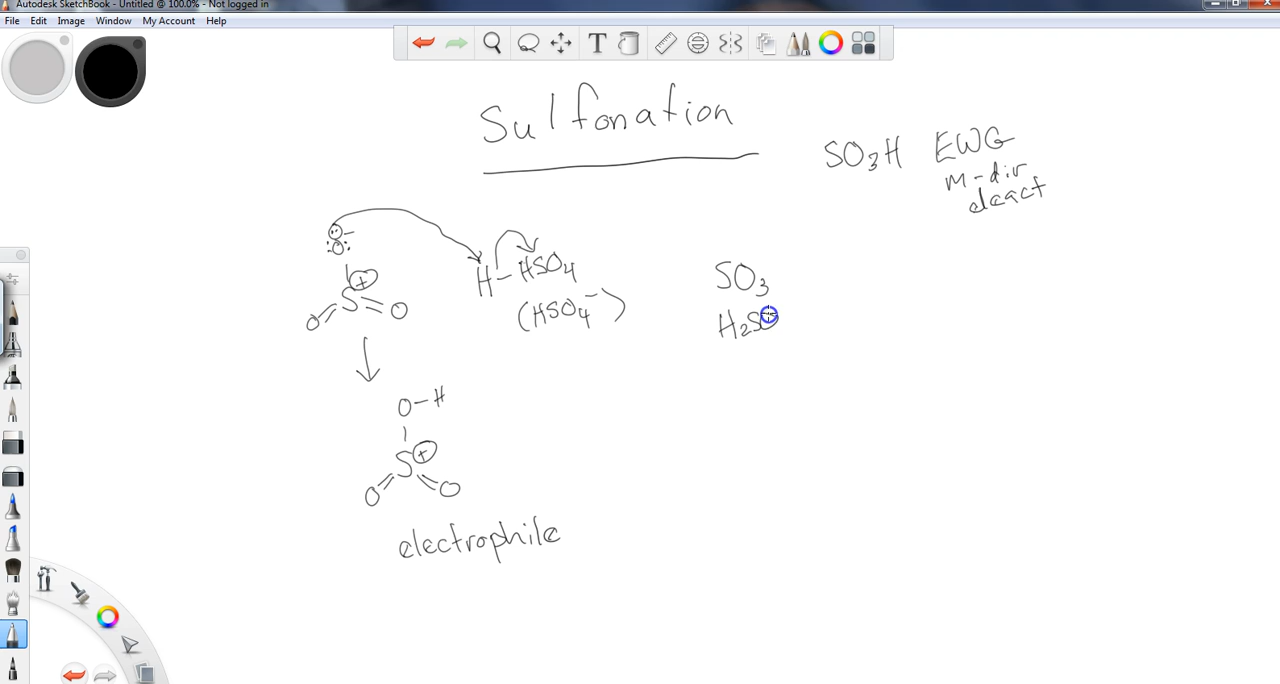 Autodesk SketchBook - Untitled @ 100.0% - Not logged in
File Edit Image Window My Account Help
Sulfonation
SO3H EWG
m-dir
deact
O
S+
O O
H-HSO4
(HSO4-)
SO3
H2SO
O-H
S+
O O
electrophile